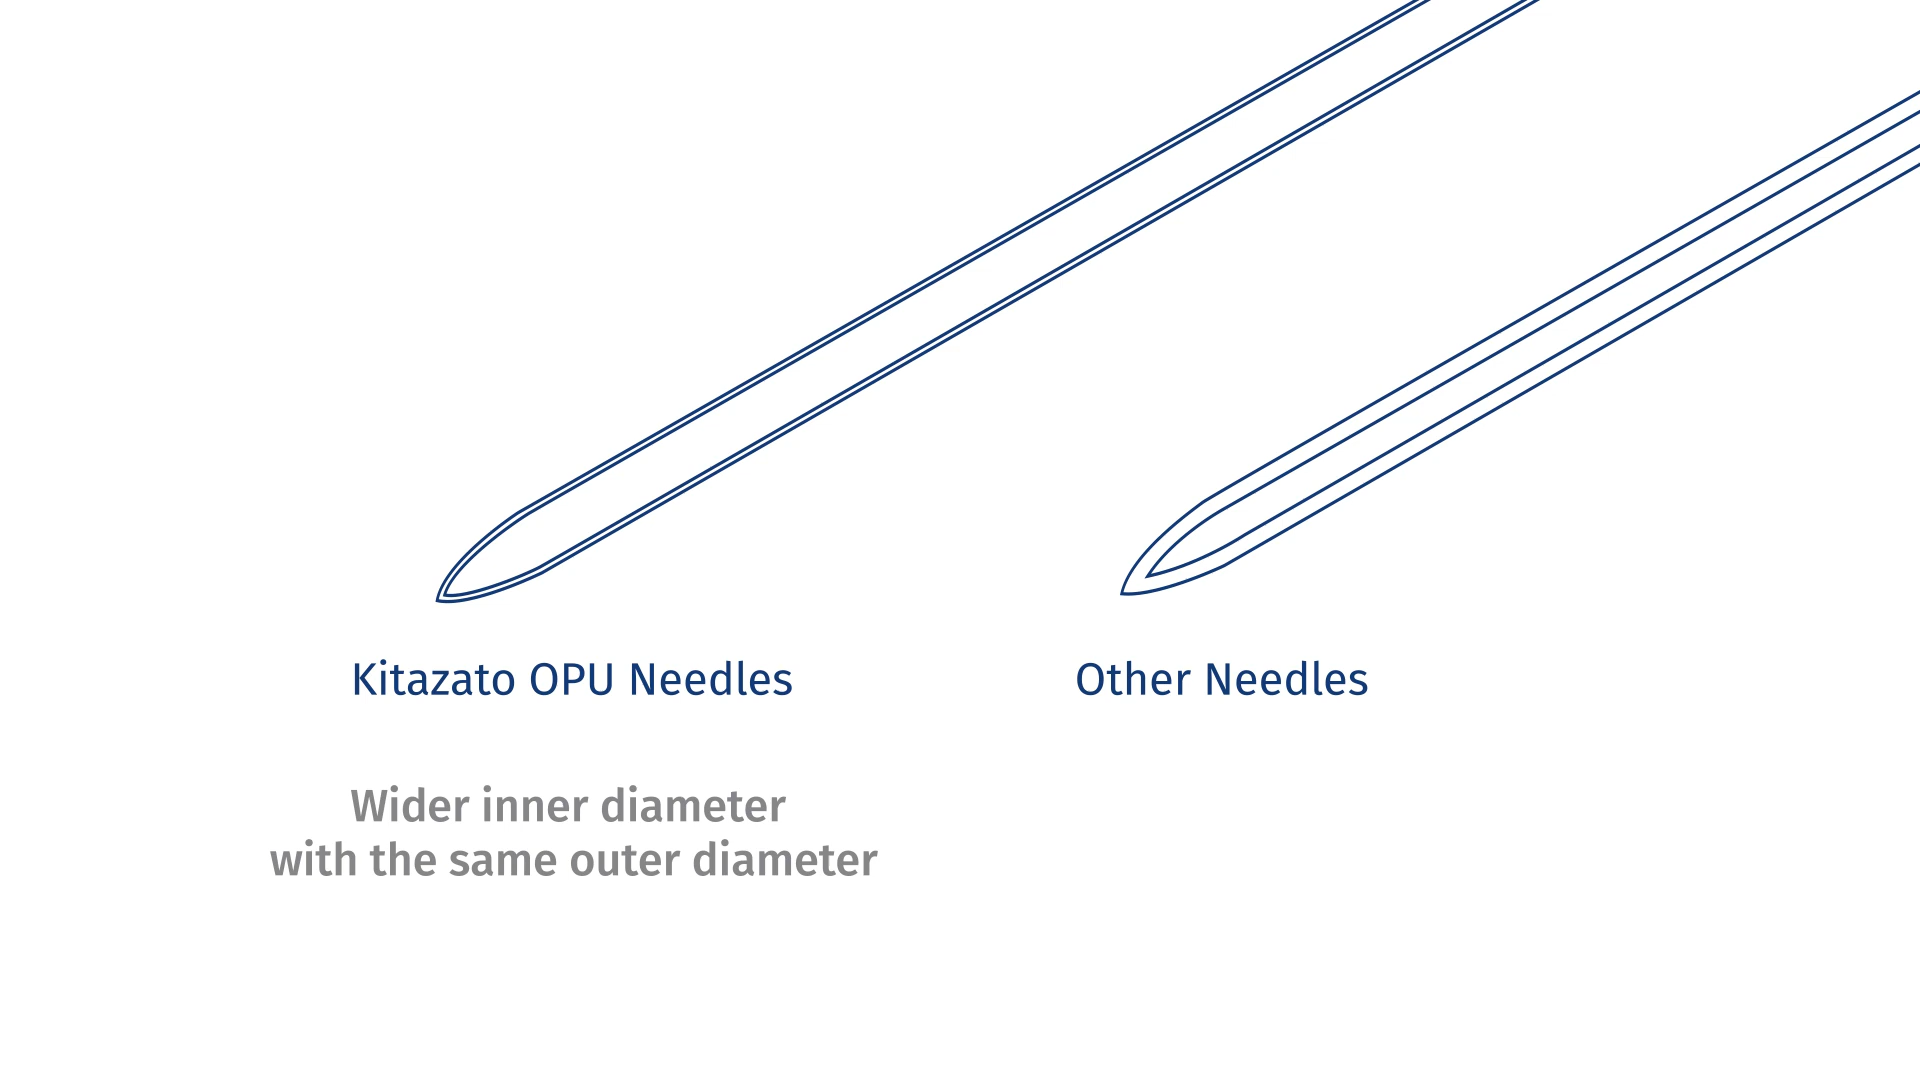 Kitazato OPU Needles
Other Needles
Wider inner diameter
with the same outer diameter